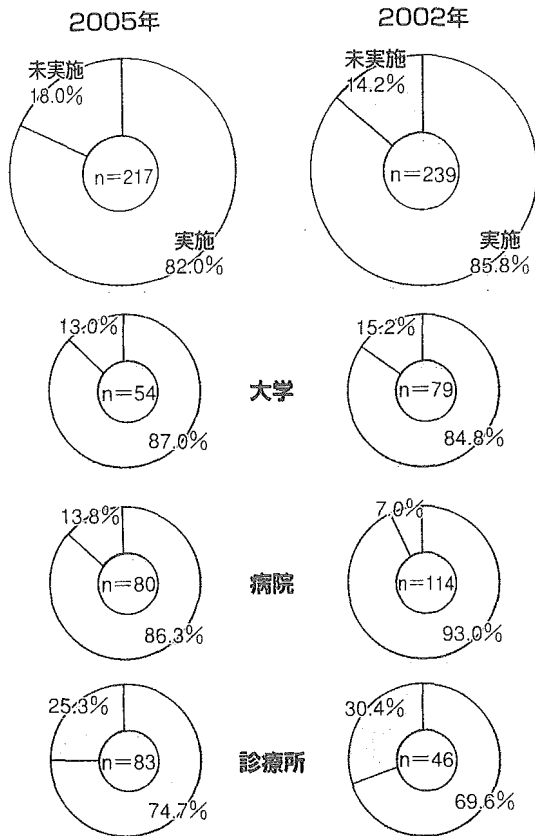 2005年 2002年
未実施 未実施
18.0% 14.2%
n=217 n=239
実施 実施
82.0% 85.8%
13.0% 15.2%
n=54 大学 n=79
87.0% 84.8%
13.8% 7.0%
n=80 病院 n=114
86.3% 93.0%
25.3% 30.4%
n=83 診療所 n=46
74.7% 69.6%